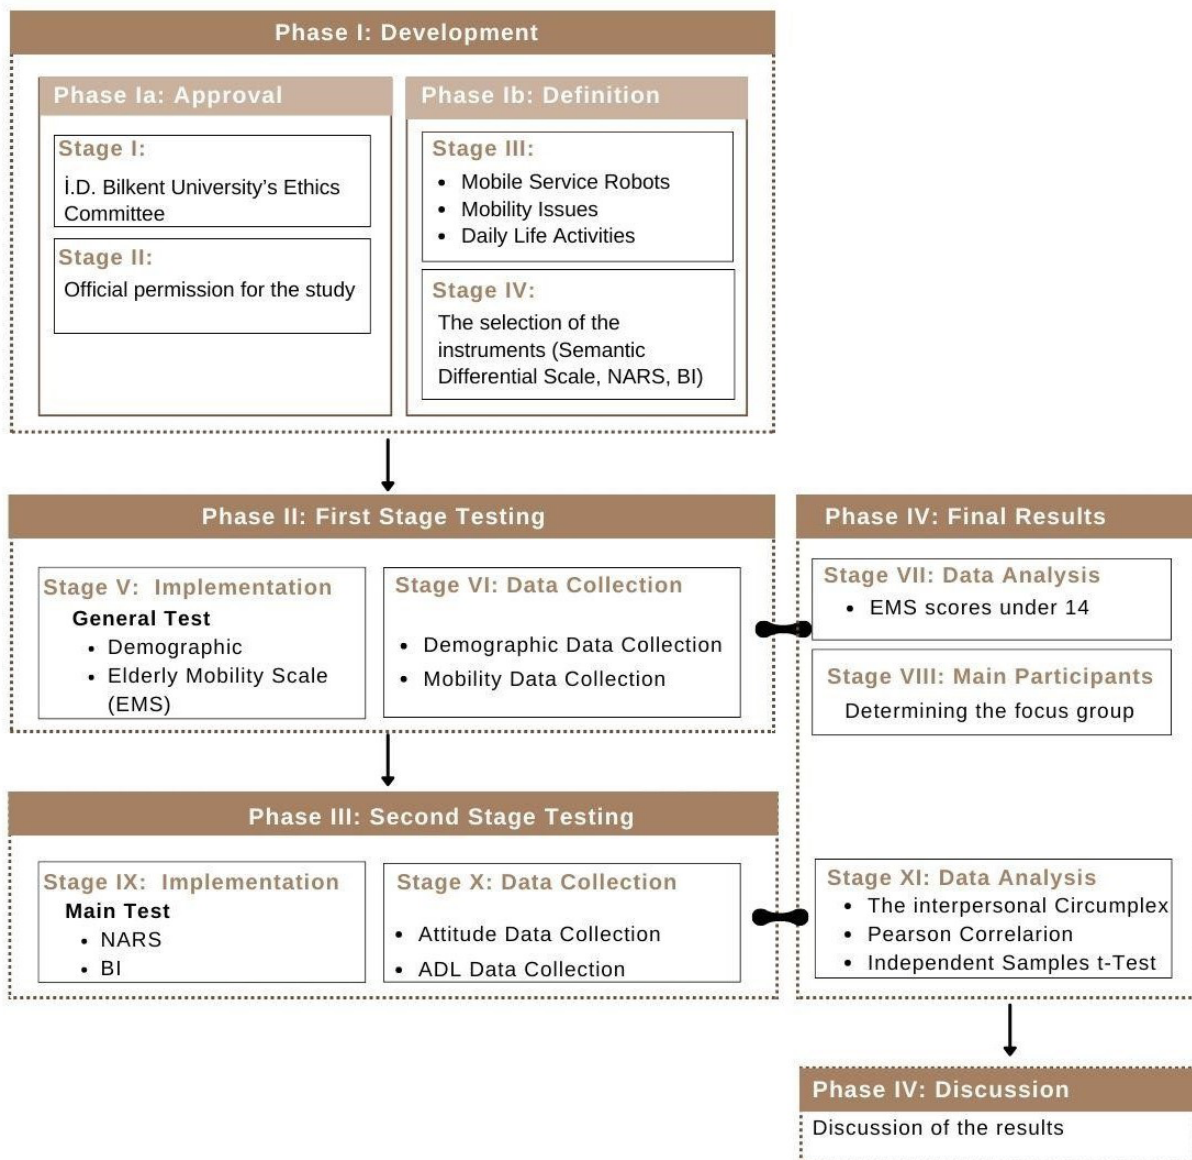 Phase I: Development
Phase Ia: Approval
Stage I:
İ.D. Bilkent University's Ethics
Committee
Stage II:
Official permission for the study
Phase Ib: Definition
Stage III:
• Mobile Service Robots
• Mobility Issues
• Daily Life Activities
Stage IV:
The selection of the
instruments (Semantic
Differential Scale, NARS, BI)
Phase II: First Stage Testing
Stage V: Implementation
General Test
• Demographic
• Elderly Mobility Scale
(EMS)
Stage VI: Data Collection
• Demographic Data Collection
• Mobility Data Collection
Phase IV: Final Results
Stage VII: Data Analysis
• EMS scores under 14
Stage VIII: Main Participants
Determining the focus group
Phase III: Second Stage Testing
Stage IX: Implementation
Main Test
• NARS
• BI
Stage X: Data Collection
• Attitude Data Collection
• ADL Data Collection
Stage XI: Data Analysis
• The interpersonal Circumplex
• Pearson Correlarion
• Independent Samples t-Test
Phase IV: Discussion
Discussion of the results